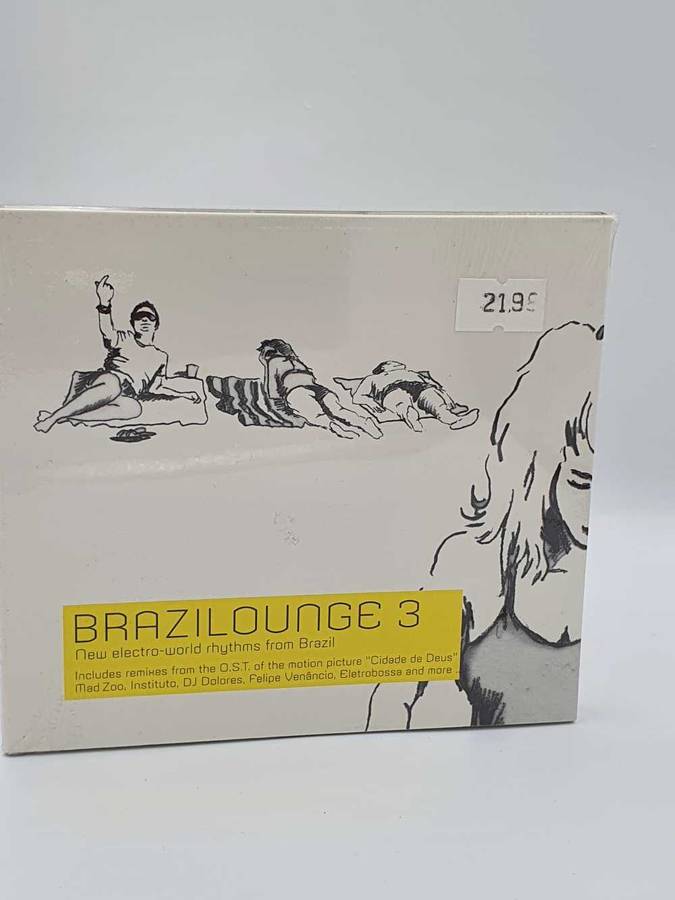 21.98
BRAZILOUNGE 3
New electro-world rhythms from Brazil
Includes remixes from the O.S.T. of the motion picture "Cidade de Deus"
Mad Zoo, Instituto, DJ Dolores, Felipe Venâncio, Eletrobossa and more ...